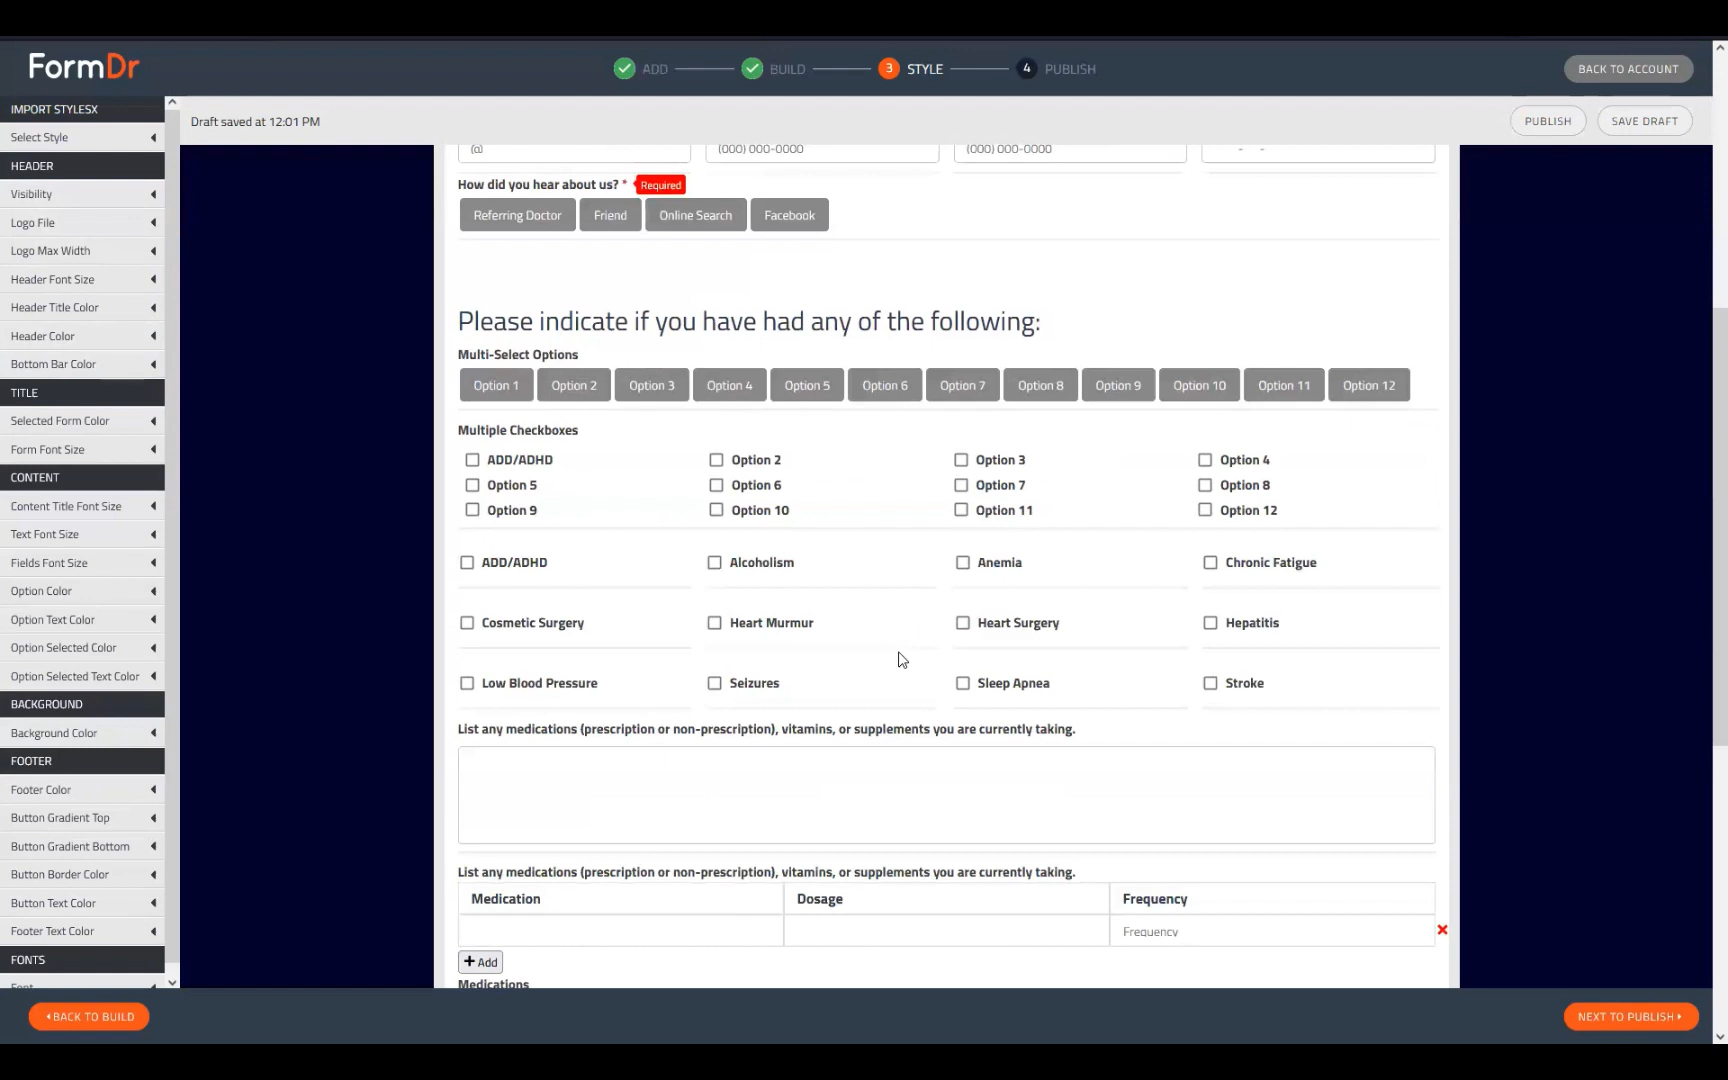 FormDr
ADD
BUILD
3 STYLE
4 PUBLISH
BACK TO ACCOUNT
IMPORT STYLESX
Select Style
HEADER
Visibility
Logo File
Logo Max Width
Header Font Size
Header Title Color
Header Color
Bottom Bar Color
TITLE
Selected Form Color
Form Font Size
CONTENT
Content Title Font Size
Text Font Size
Fields Font Size
Option Color
Option Text Color
Option Selected Color
Option Selected Text Color
BACKGROUND
Background Color
FOOTER
Footer Color
Button Gradient Top
Button Gradient Bottom
Button Border Color
Button Text Color
Footer Text Color
FONTS
Font
Draft saved at 12:01 PM
PUBLISH
SAVE DRAFT
(@ (000) 000-0000 (000) 000-0000 - -
How did you hear about us? * Required
Referring Doctor Friend Online Search Facebook
Please indicate if you have had any of the following:
Multi-Select Options
Option 1 Option 2 Option 3 Option 4 Option 5 Option 6 Option 7 Option 8 Option 9 Option 10 Option 11 Option 12
Multiple Checkboxes
ADD/ADHD Option 2 Option 3 Option 4
Option 5 Option 6 Option 7 Option 8
Option 9 Option 10 Option 11 Option 12
ADD/ADHD Alcoholism Anemia Chronic Fatigue
Cosmetic Surgery Heart Murmur Heart Surgery Hepatitis
Low Blood Pressure Seizures Sleep Apnea Stroke
List any medications (prescription or non-prescription), vitamins, or supplements you are currently taking.
List any medications (prescription or non-prescription), vitamins, or supplements you are currently taking.
Medication Dosage Frequency
Frequency
+ Add
Medications
BACK TO BUILD
NEXT TO PUBLISH